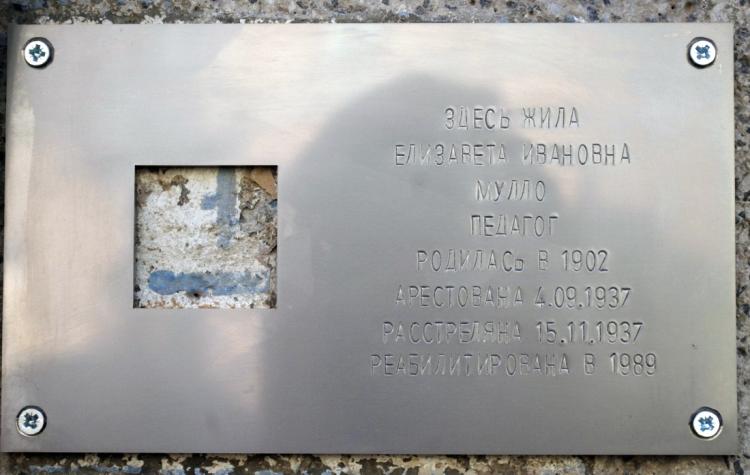 ЗДЕСЬ ЖИЛА
ЕЛИЗАВЕТА ИВАНОВНА
МУЛЛО
ПЕДАГОГ
РОДИЛАСЬ В 1902
АРЕСТОВАНА 4.09.1937
РАССТРЕЛЯНА 15.11.1937
РЕАБИЛИТИРОВАНА В 1989